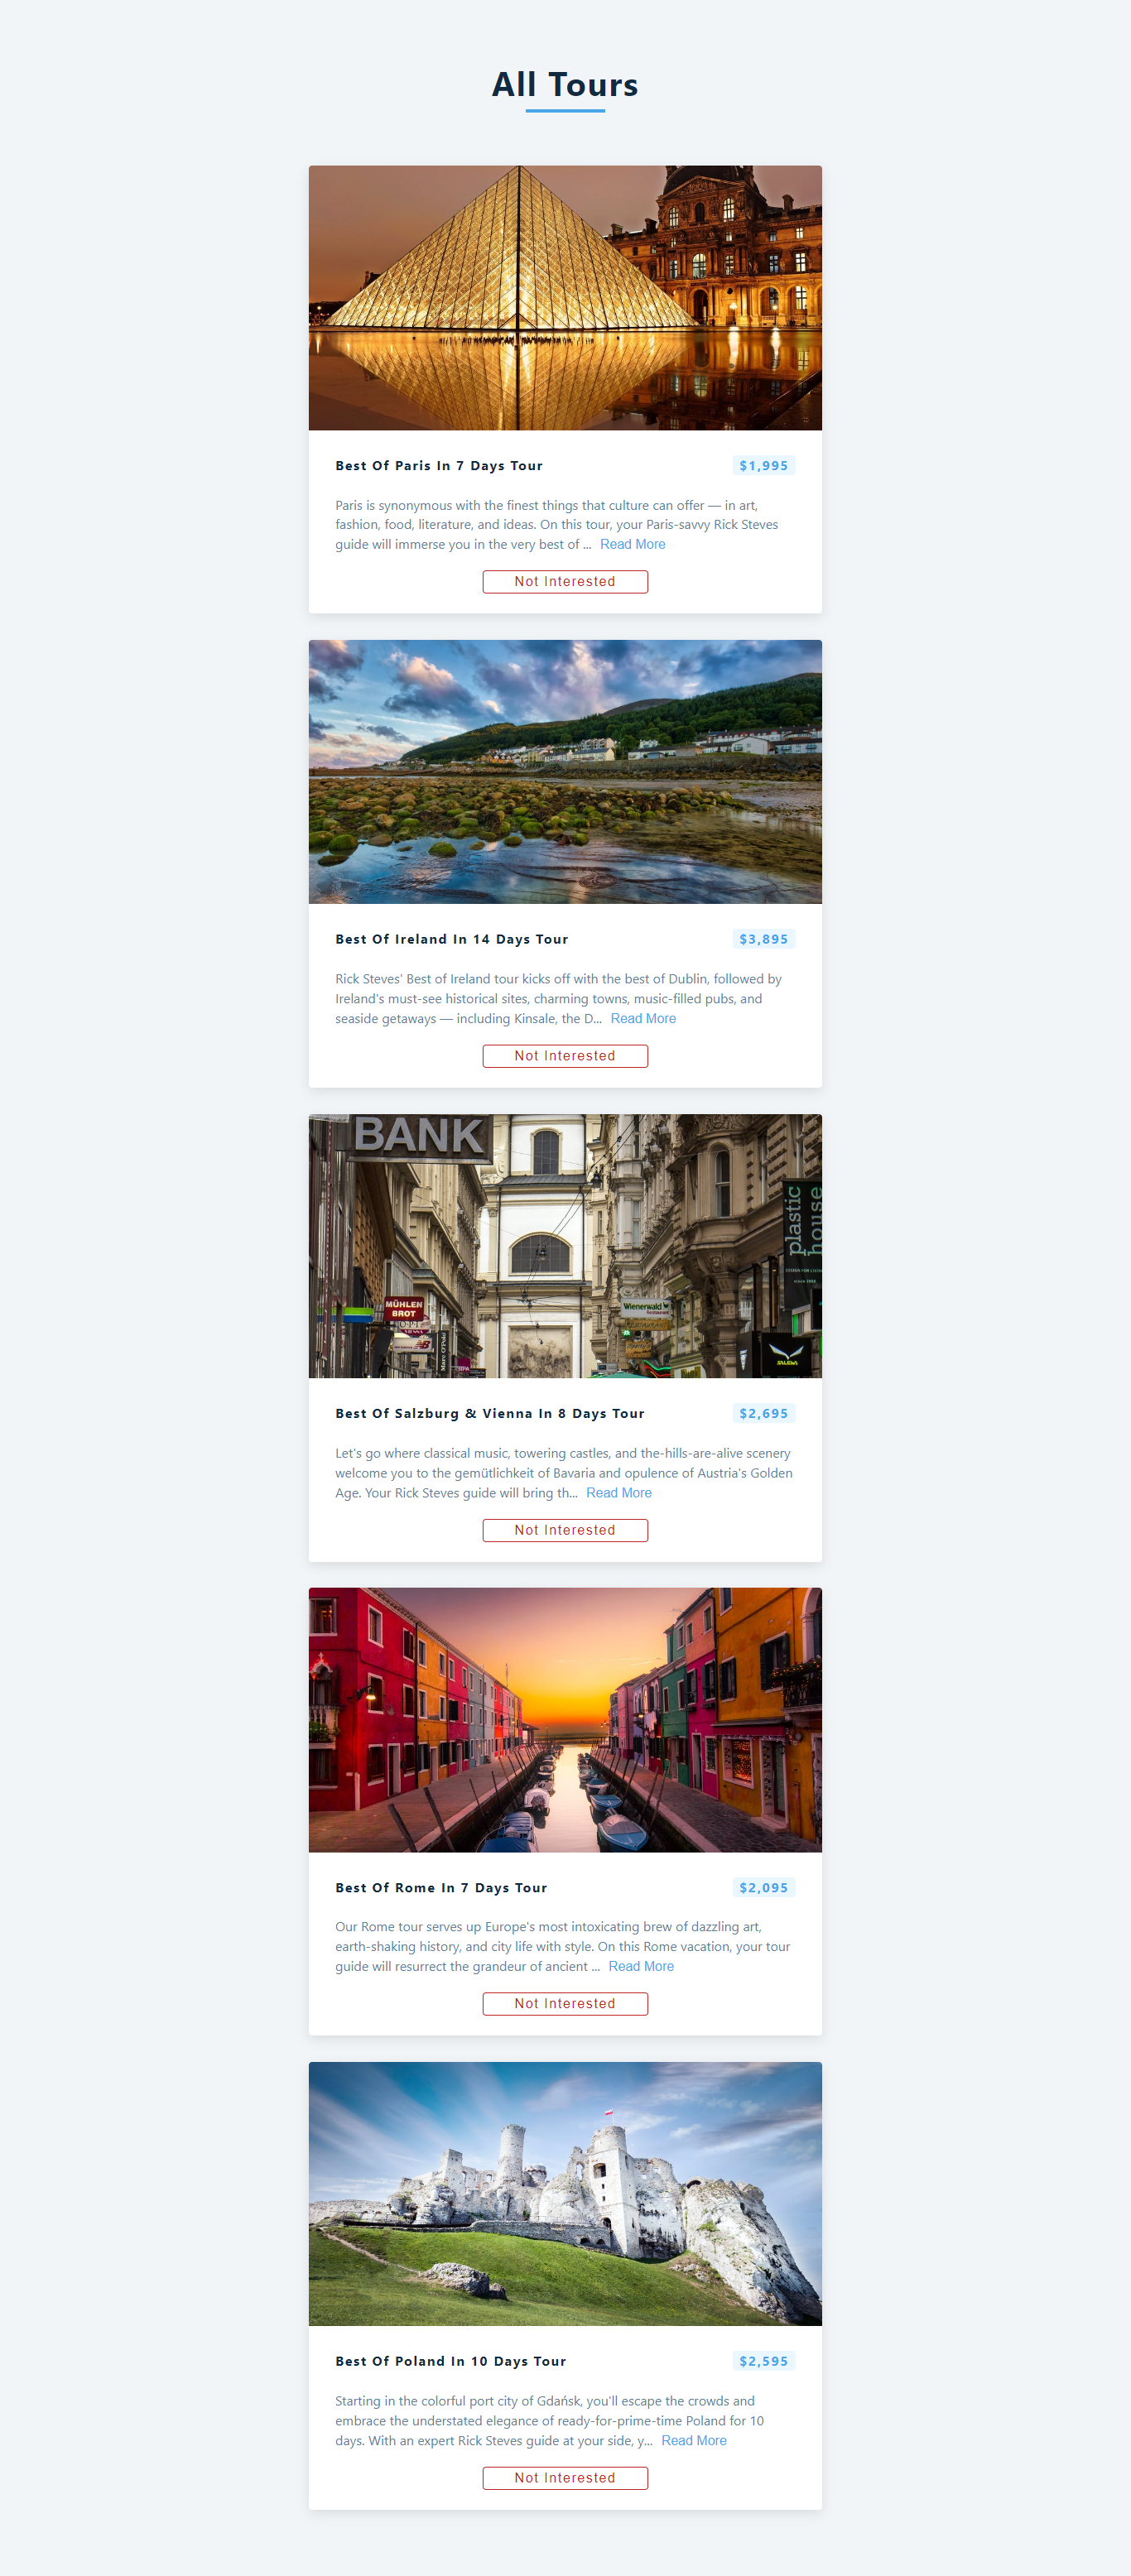 All Tours
Best Of Paris In 7 Days Tour
$1,995
Paris is synonymous with the finest things that culture can offer — in art,
fashion, food, literature, and ideas. On this tour, your Paris-savvy Rick Steves
guide will immerse you in the very best of ... Read More
Not Interested
Best Of Ireland In 14 Days Tour
$3,895
Rick Steves' Best of Ireland tour kicks off with the best of Dublin, followed by
Ireland's must-see historical sites, charming towns, music-filled pubs, and
seaside getaways — including Kinsale, the D... Read More
Not Interested
BANK
plastic
house
MÜHLEN
BROT
Wienerwald
Marc O'Polo
SALEWA
Best Of Salzburg & Vienna In 8 Days Tour
$2,695
Let's go where classical music, towering castles, and the-hills-are-alive scenery
welcome you to the gemütlichkeit of Bavaria and opulence of Austria's Golden
Age. Your Rick Steves guide will bring th... Read More
Not Interested
Best Of Rome In 7 Days Tour
$2,095
Our Rome tour serves up Europe's most intoxicating brew of dazzling art,
earth-shaking history, and city life with style. On this Rome vacation, your tour
guide will resurrect the grandeur of ancient ... Read More
Not Interested
Best Of Poland In 10 Days Tour
$2,595
Starting in the colorful port city of Gdańsk, you'll escape the crowds and
embrace the understated elegance of ready-for-prime-time Poland for 10
days. With an expert Rick Steves guide at your side, y... Read More
Not Interested